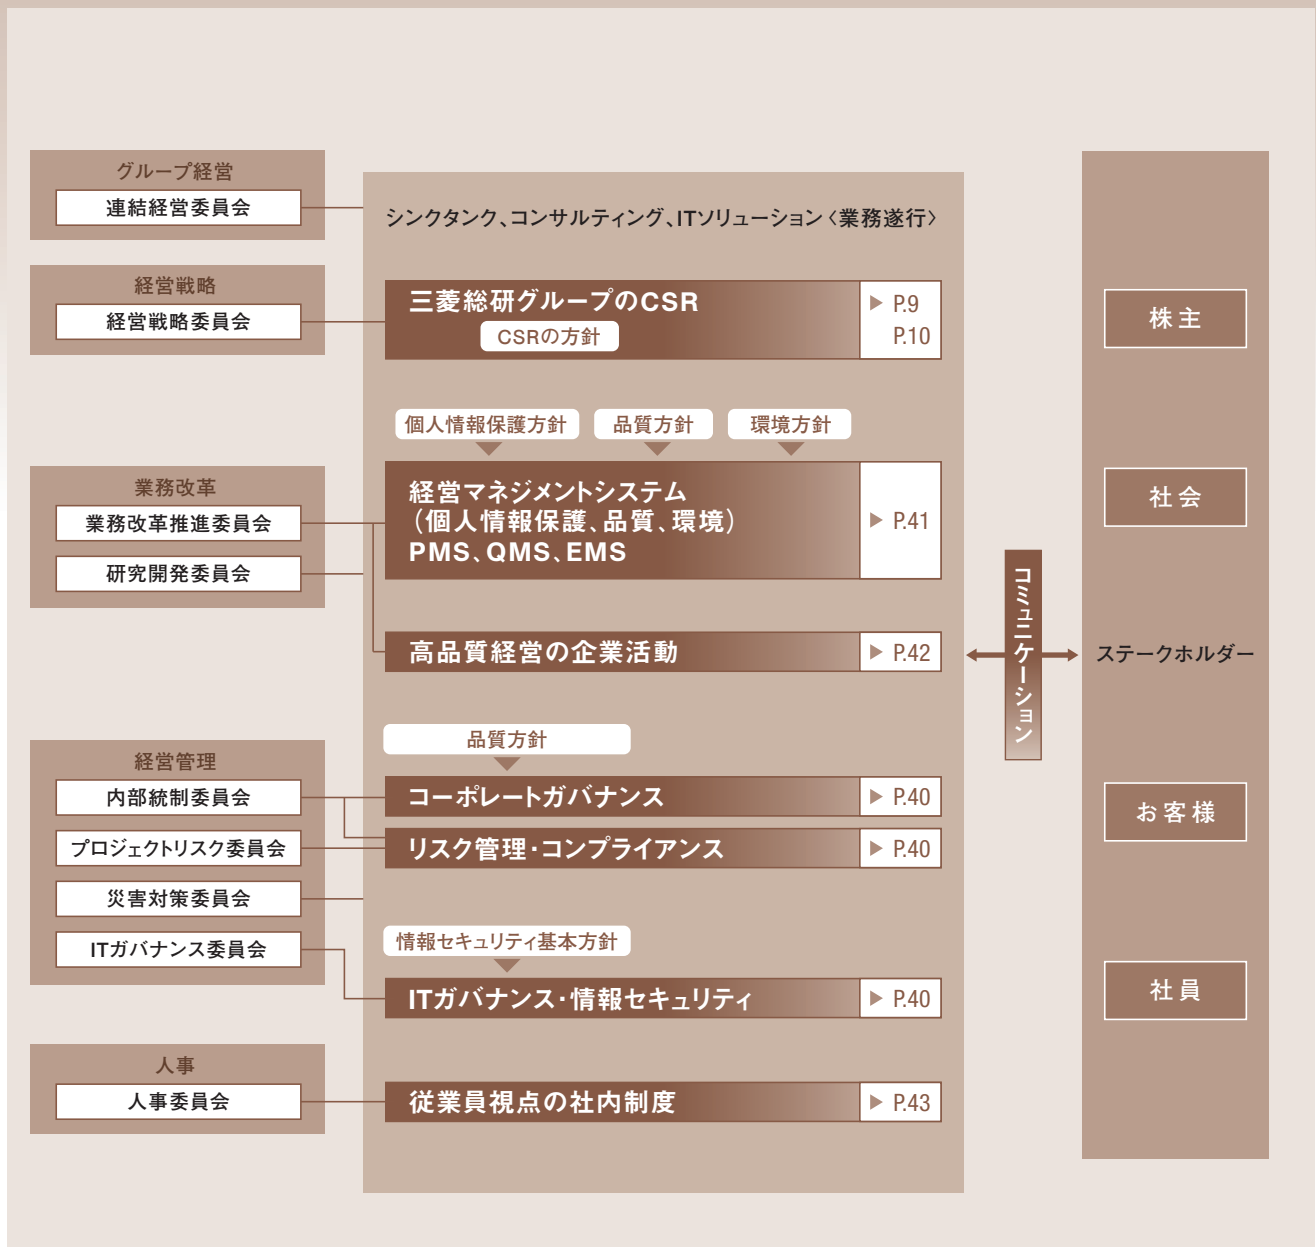 グループ経営
連結経営委員会
経営戦略
経営戦略委員会
業務改革
業務改革推進委員会
研究開発委員会
経営管理
内部統制委員会
プロジェクトリスク委員会
災害対策委員会
ITガバナンス委員会
人事
人事委員会
シンクタンク、コンサルティング、ITソリューション〈業務遂行〉
三菱総研グループのCSR
CSRの方針
▶ P.9
P.10
個人情報保護方針 品質方針 環境方針
経営マネジメントシステム
（個人情報保護、品質、環境）
PMS、QMS、EMS
▶ P.41
高品質経営の企業活動 ▶ P.42
品質方針
コーポレートガバナンス ▶ P.40
リスク管理・コンプライアンス ▶ P.40
情報セキュリティ基本方針
ITガバナンス・情報セキュリティ ▶ P.40
従業員視点の社内制度 ▶ P.43
コミュニケーション
株主
社会
ステークホルダー
お客様
社員